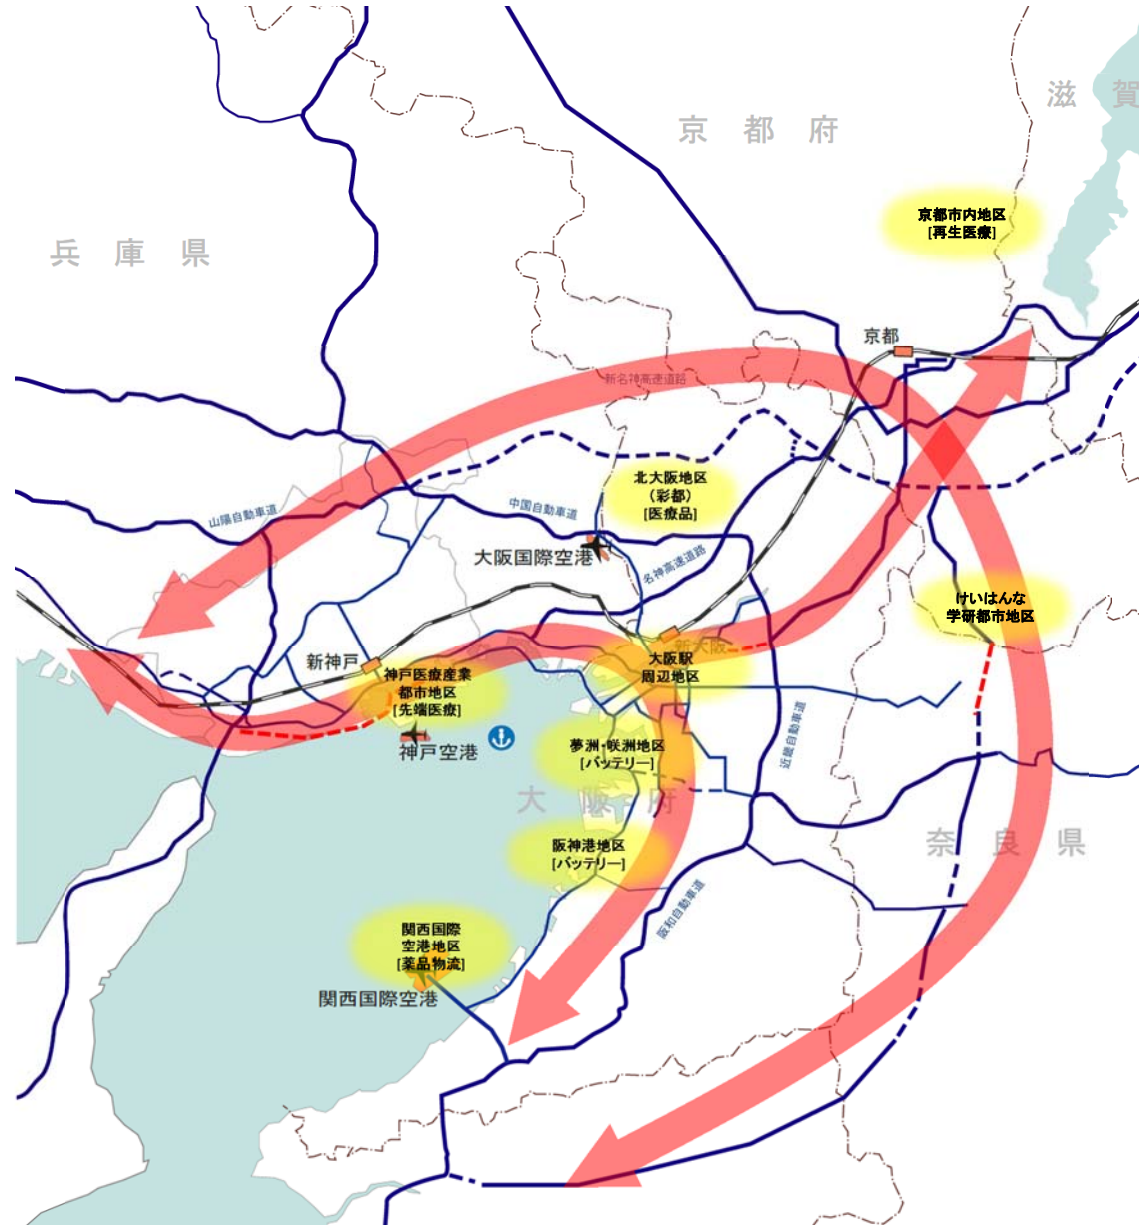 滋 賀
京 都 府
京都市内地区
[再生医療]
兵 庫 県
京都
新名神高速道路
北大阪地区
（彩都）
[医療品]
山陽自動車道
中国自動車道
大阪国際空港
名神高速道路
けいはんな
学研都市地区
新大阪
大阪駅
周辺地区
新神戸
神戸医療産業
都市地区
[先端医療]
神戸空港
夢洲・咲洲地区
[バッテリー]
近畿自動車道
大 阪 府
阪神港地区
[バッテリー]
奈 良 県
阪和自動車道
関西国際
空港地区
[薬品物流]
関西国際空港